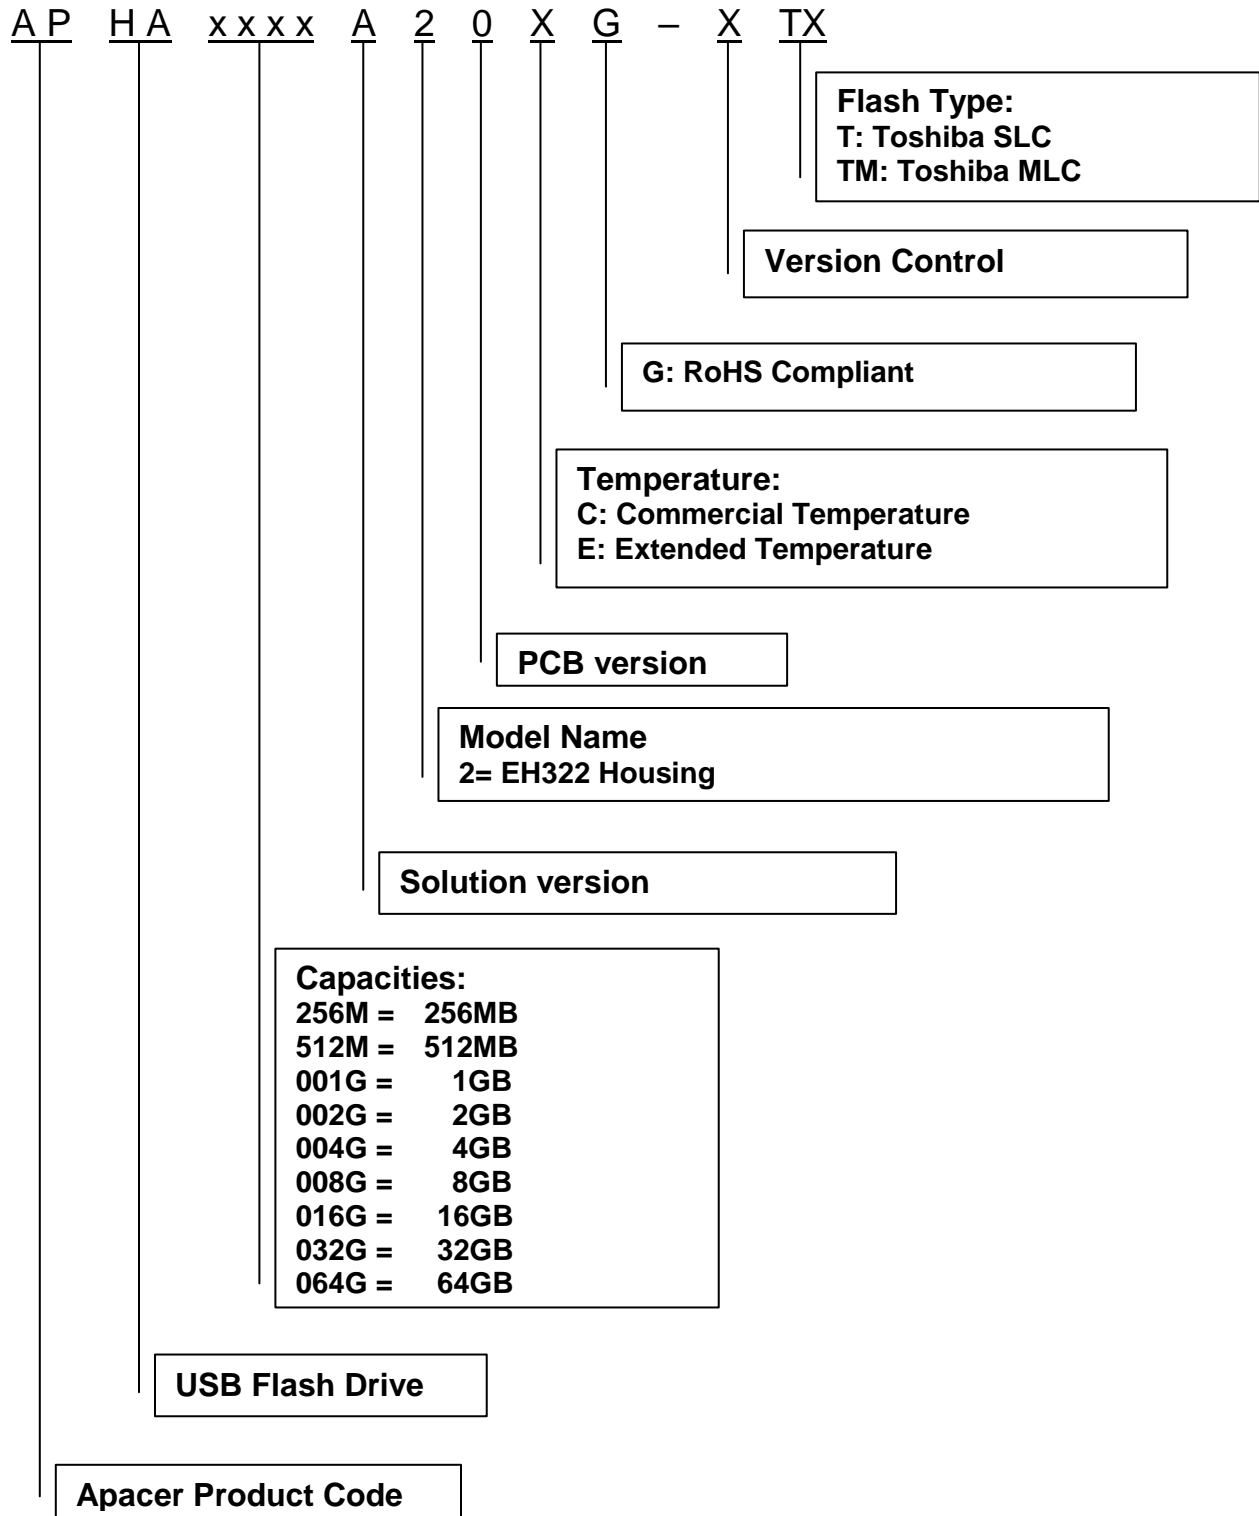 A P H A x x x x A 2 0 X G – X TX
Flash Type:
T: Toshiba SLC
TM: Toshiba MLC
Version Control
G: RoHS Compliant
Temperature:
C: Commercial Temperature
E: Extended Temperature
PCB version
Model Name
2= EH322 Housing
Solution version
Capacities:
256M = 256MB
512M = 512MB
001G = 1GB
002G = 2GB
004G = 4GB
008G = 8GB
016G = 16GB
032G = 32GB
064G = 64GB
USB Flash Drive
Apacer Product Code